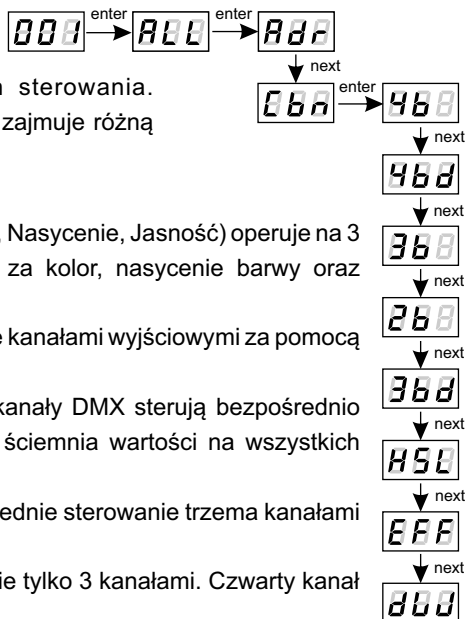 001 enter ALL enter Adr
next
Cbn enter 4b
next
4bd
next
3b
next
2b
next
3bd
next
HSL
next
EFF
next
sterowania.
zajmuje różną
, Nasycenie, Jasność) operuje na 3
za kolor, nasycenie barwy oraz
kanałami wyjściowymi za pomocą
kanały DMX sterują bezpośrednio
ściemnia wartości na wszystkich
ednie sterowanie trzema kanałami
ie tylko 3 kanałami. Czwarty kanał